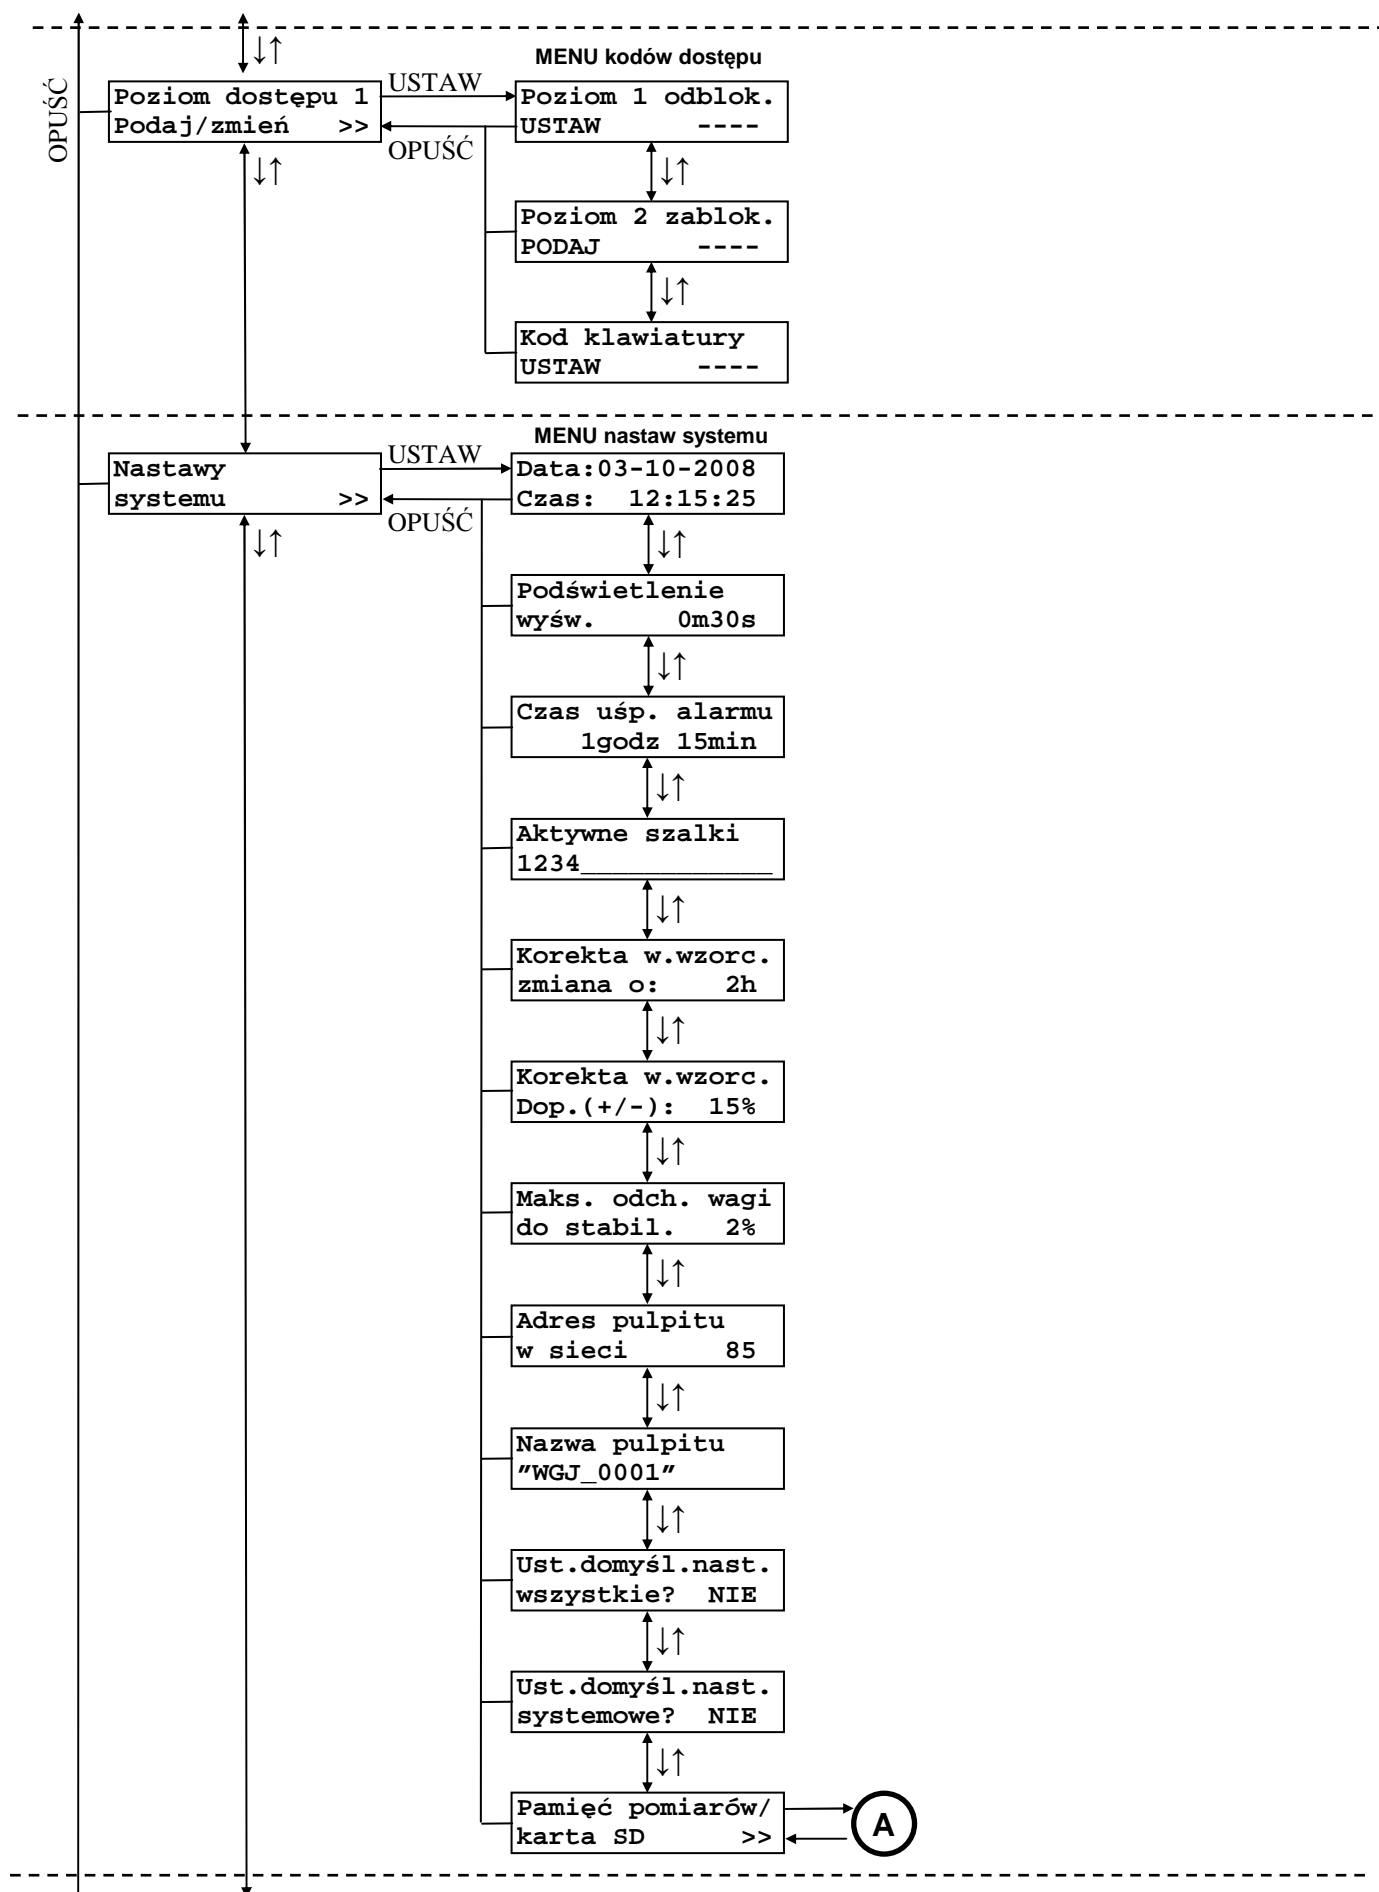 ↓↑
MENU kodów dostępu
OPUŚĆ
Poziom dostępu 1
Podaj/zmień >>
USTAW
OPUŚĆ
Poziom 1 odblok.
USTAW ----
↓↑
↓↑
Poziom 2 zablok.
PODAJ ----
↓↑
Kod klawiatury
USTAW ----
MENU nastaw systemu
Nastawy
systemu >>
USTAW
OPUŚĆ
Data:03-10-2008
Czas: 12:15:25
↓↑
↓↑
Podświetlenie
wyśw. 0m30s
↓↑
Czas uśp. alarmu
1godz 15min
↓↑
Aktywne szalki
1234____________
↓↑
Korekta w.wzorc.
zmiana o: 2h
↓↑
Korekta w.wzorc.
Dop.(+/-): 15%
↓↑
Maks. odch. wagi
do stabil. 2%
↓↑
Adres pulpitu
w sieci 85
↓↑
Nazwa pulpitu
”WGJ_0001”
↓↑
Ust.domyśl.nast.
wszystkie? NIE
↓↑
Ust.domyśl.nast.
systemowe? NIE
↓↑
Pamięć pomiarów/
karta SD >>
A